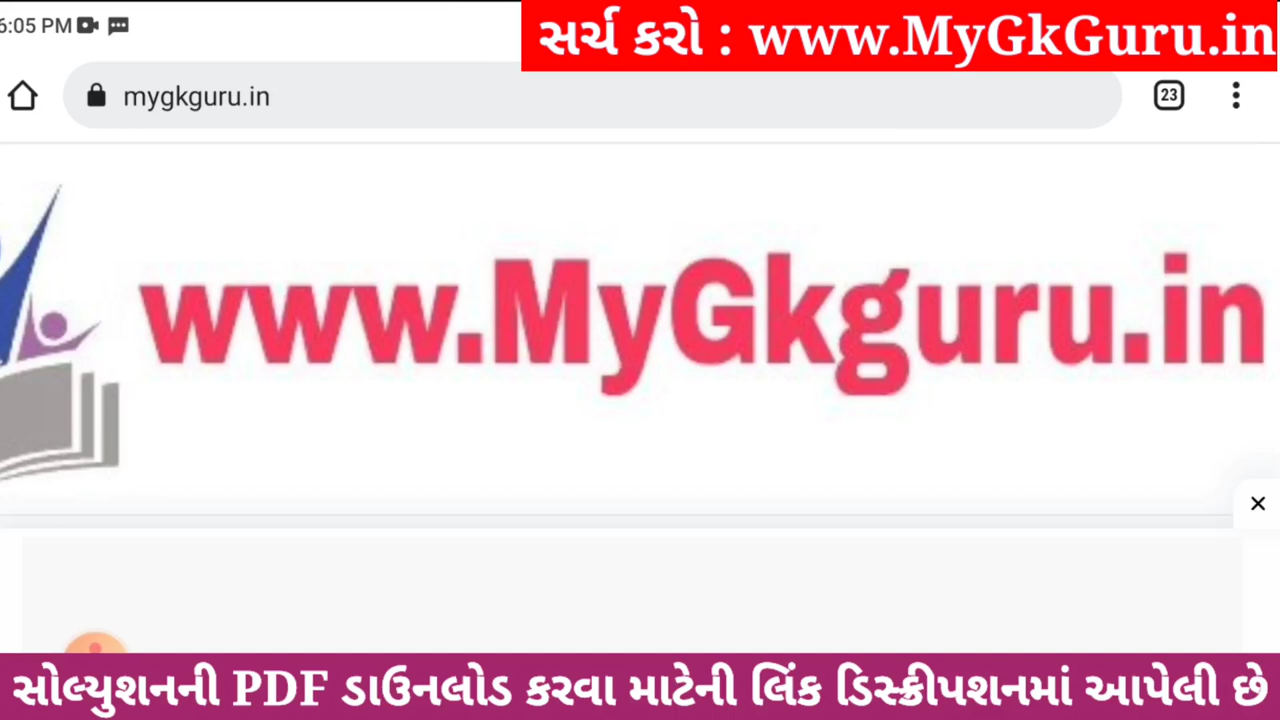 6:05 PM
સર્ચ કરો : www.MyGkGuru.in
mygkguru.in
23
www.MyGkguru.in
સોલ્યુશનની PDF ડાઉનલોડ કરવા માટેની લિંક ડિસ્ક્રીપશનમાં આપેલી છે